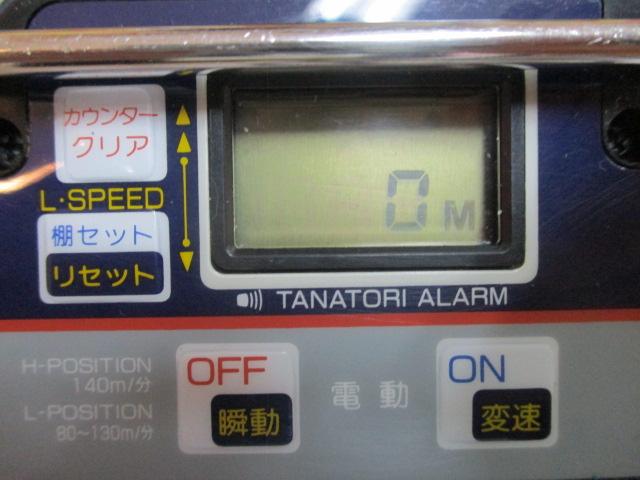 カウンター
クリア
L・SPEED
棚セット
リセット
0M
TANATORI ALARM
H-POSITION
140m/分
L-POSITION
80～130m/分
OFF
瞬動
電動
ON
変速